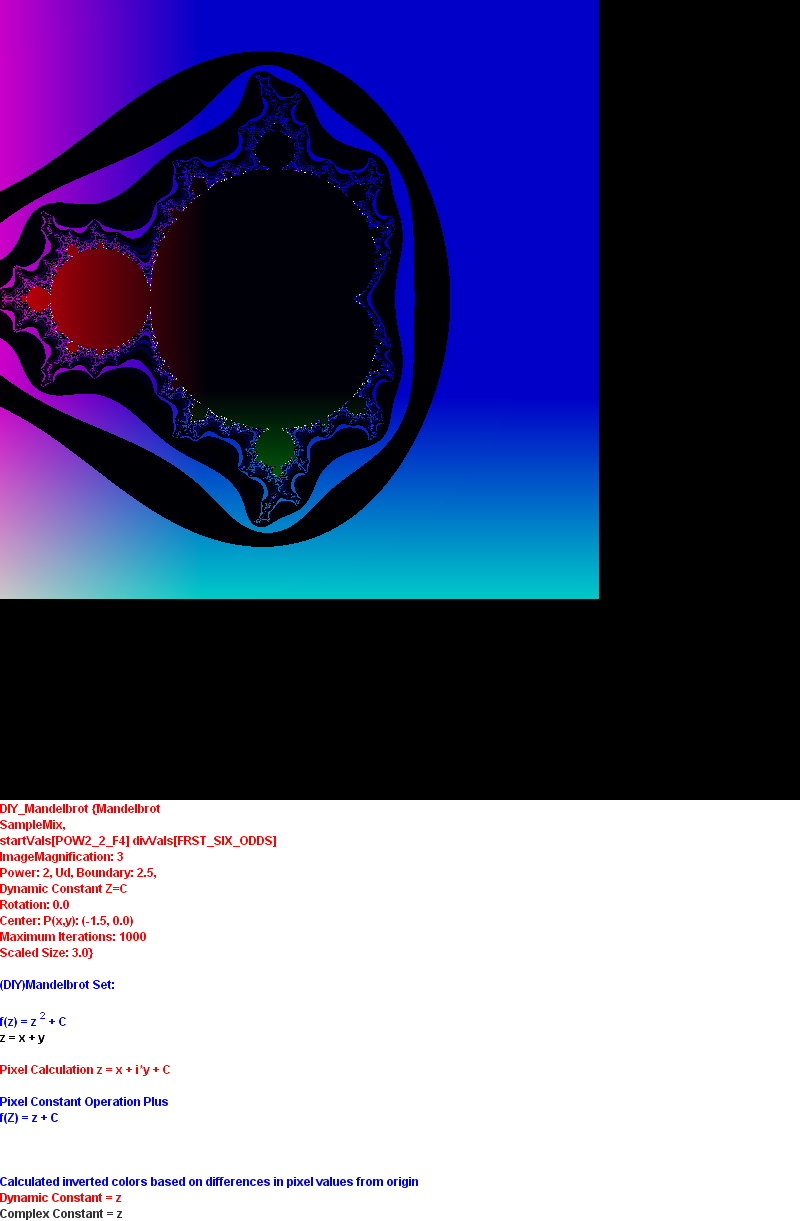 DIY_Mandelbrot {Mandelbrot
SampleMix,
startVals[POW2_2_F4] divVals[FRST_SIX_ODDS]
ImageMagnification: 3
Power: 2, Ud, Boundary: 2.5,
Dynamic Constant Z=C
Rotation: 0.0
Center: P(x,y): (-1.5, 0.0)
Maximum Iterations: 1000
Scaled Size: 3.0}
(DIY)Mandelbrot Set:
f(z) = z 2 + C
z = x + y
Pixel Calculation z = x + i*y + C
Pixel Constant Operation Plus
f(Z) = z + C
Calculated inverted colors based on differences in pixel values from origin
Dynamic Constant = z
Complex Constant = z